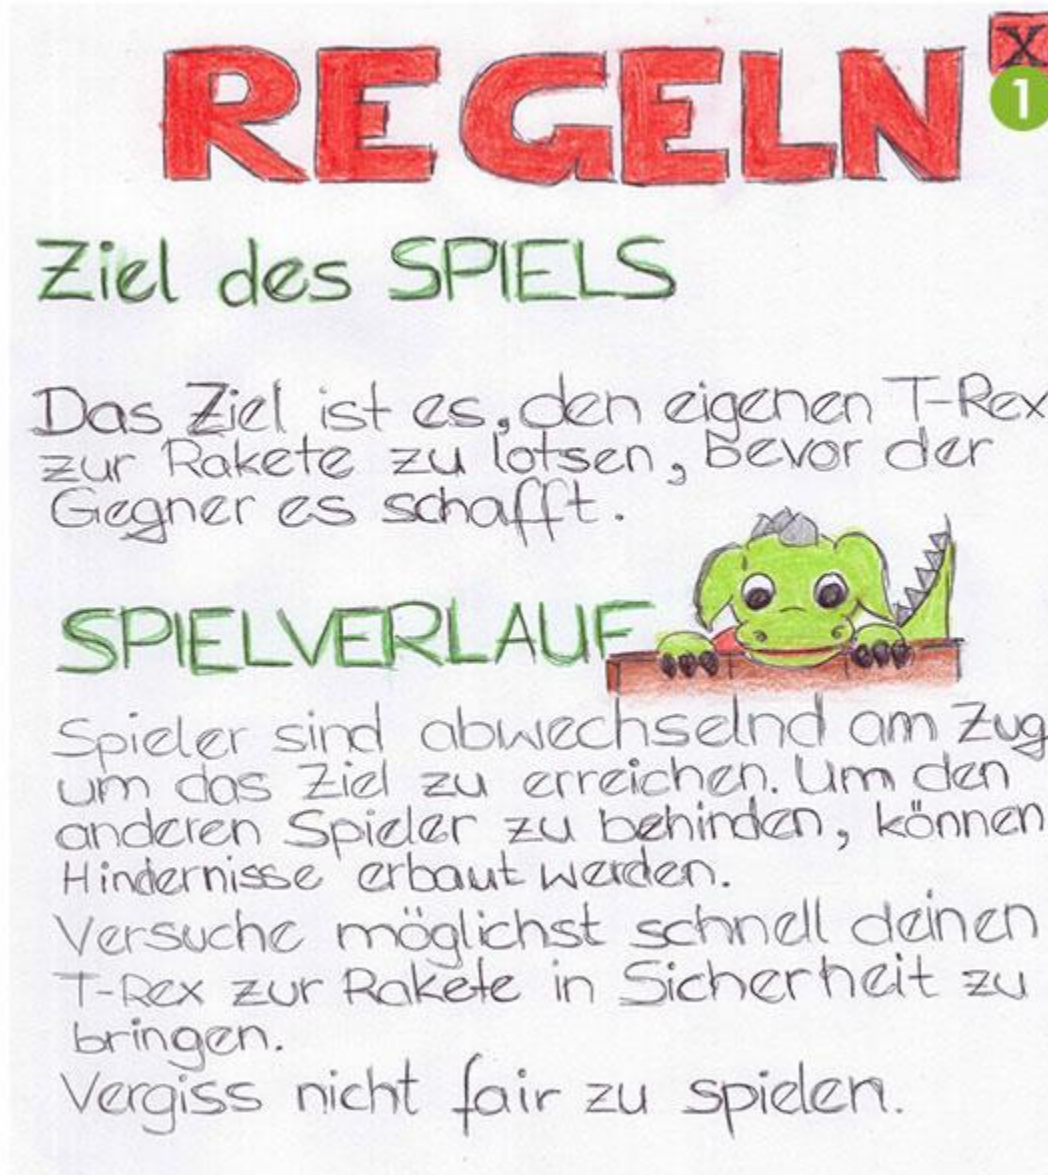 REGELN
X
1
Ziel des SPIELS
Das Ziel ist es, den eigenen T-Rex
zur Rakete zu lotsen, bevor der
Gegner es schafft.
SPIELVERLAUF
Spieler sind abwechselnd am Zug
um das Ziel zu erreichen. Um den
anderen Spieler zu behinden, können
Hindernisse erbaut werden.
Versuche möglichst schnell deinen
T-Rex zur Rakete in Sicherheit zu
bringen.
Vergiss nicht fair zu spielen.